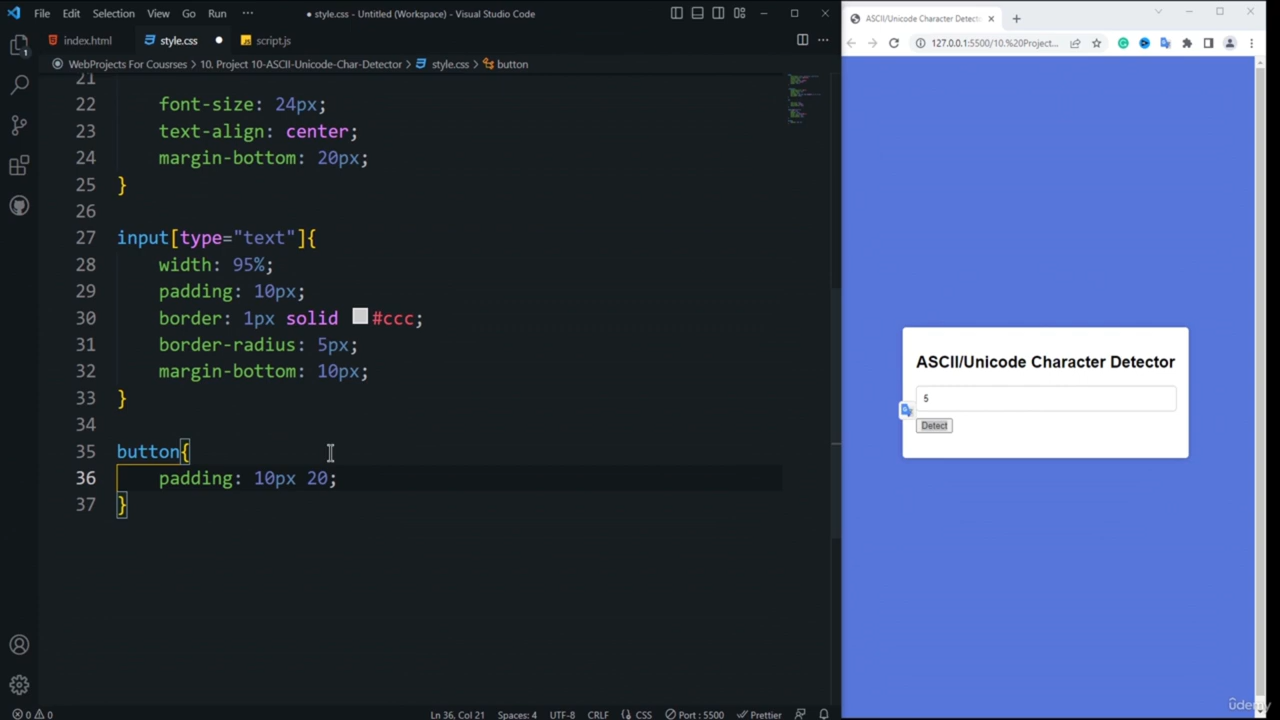 File Edit Selection View Go Run ··· ● style.css - Untitled (Workspace) - Visual Studio Code
index.html style.css ● script.js
WebProjects For Courses > 10. Project 10-ASCII-Unicode-Char-Detector > style.css > button
21
22 font-size: 24px;
23 text-align: center;
24 margin-bottom: 20px;
25 }
26
27 input[type="text"]{
28 width: 95%;
29 padding: 10px;
30 border: 1px solid #ccc;
31 border-radius: 5px;
32 margin-bottom: 10px;
33 }
34
35 button{
36 padding: 10px 20;
37 }
1
0 0 Ln 36, Col 21 Spaces: 4 UTF-8 CRLF {} CSS Port : 5500 Prettier
ASCII/Unicode Character Detecto
127.0.0.1:5500/10.%20Project...
ASCII/Unicode Character Detector
5
Detect
ûdemy